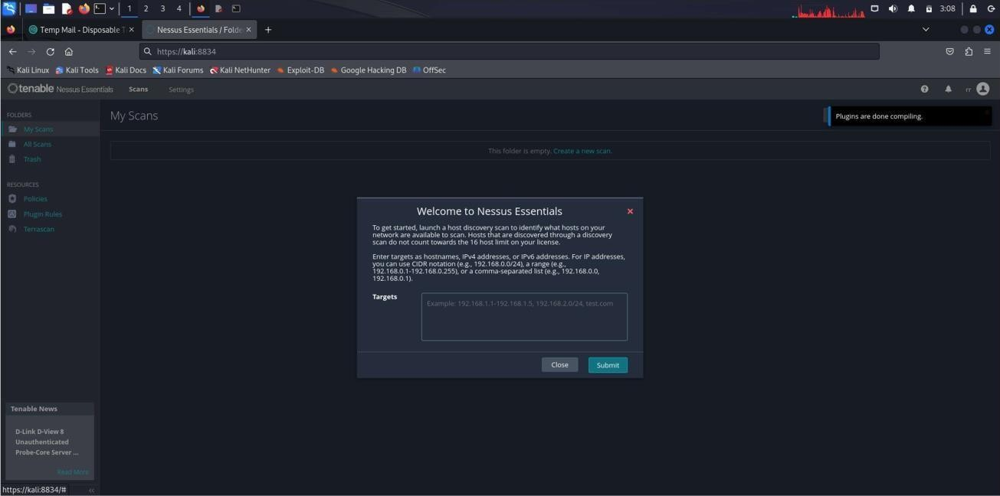 1 2 3 4 3:08
Temp Mail - Disposable T
Nessus Essentials / Folde
https://kali:8834
Kali Linux Kali Tools Kali Docs Kali Forums Kali NetHunter Exploit-DB Google Hacking DB OffSec
tenable Nessus Essentials Scans Settings rr
FOLDERS
My Scans
All Scans
Trash
RESOURCES
Policies
Plugin Rules
Terrascan
My Scans
Plugins are done compiling.
This folder is empty. Create a new scan.
Welcome to Nessus Essentials
To get started, launch a host discovery scan to identify what hosts on your
network are available to scan. Hosts that are discovered through a discovery
scan do not count towards the 16 host limit on your license.
Enter targets as hostnames, IPv4 addresses, or IPv6 addresses. For IP addresses,
you can use CIDR notation (e.g., 192.168.0.0/24), a range (e.g.,
192.168.0.1-192.168.0.255), or a comma-separated list (e.g., 192.168.0.0,
192.168.0.1).
Targets
Example: 192.168.1.1-192.168.1.5, 192.168.2.0/24, test.com
Close Submit
Tenable News
D-Link D-View 8
Unauthenticated
Probe-Core Server ...
Read More
https://kali:8834/#